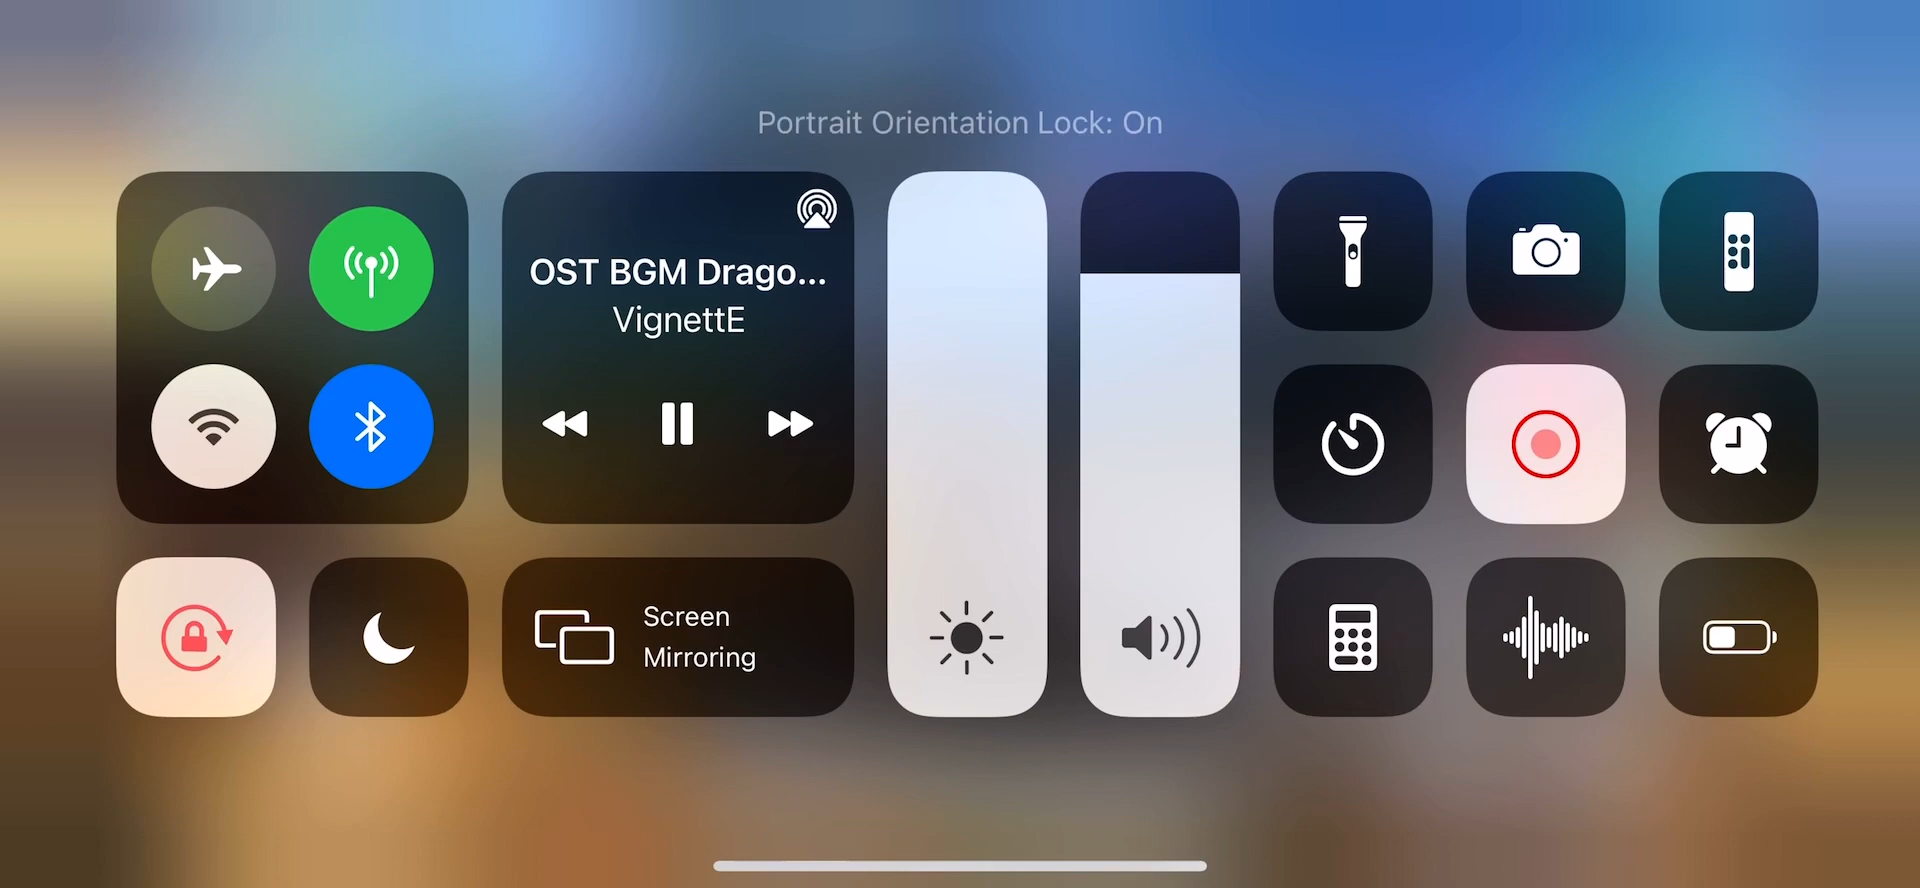 Portrait Orientation Lock: On
OST BGM Drago...
VignettE
Screen
Mirroring